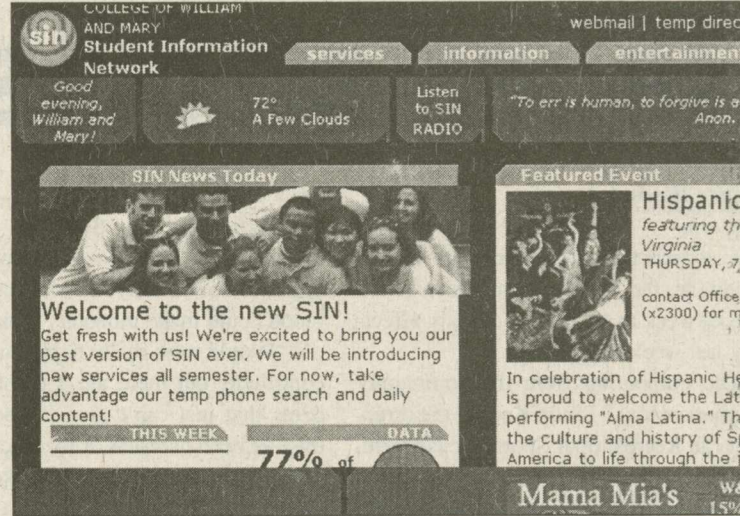 COLLEGE OF WILLIAM
AND MARY
sin
Student Information
Network
webmail | temp direc
services
information
entertainment
Good
evening,
William and
Mary!
72°
A Few Clouds
Listen
to SIN
RADIO
"To err is human, to forgive is a
Anon.
SIN News Today
Welcome to the new SIN!
Get fresh with us! We're excited to bring you our
best version of SIN ever. We will be introducing
new services all semester. For now, take
advantage our temp phone search and daily
content!
THIS WEEK
DATA
77% of
Featured Event
Hispanic
featuring th
Virginia
THURSDAY, 7
contact Office
(x2300) for m
In celebration of Hispanic He
is proud to welcome the Lat
performing "Alma Latina." Th
the culture and history of Sp
America to life through the i
Mama Mia's
W&
15%